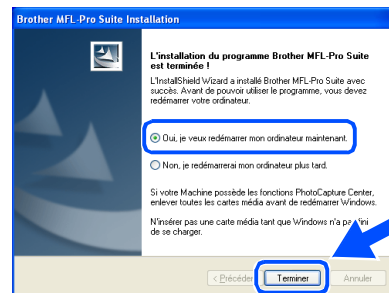 Brother MFL-Pro Suite Installation
L'installation du programme Brother MFL-Pro Suite
est terminée !
L'InstallShield Wizard a installé Brother MFL-Pro Suite avec
succès. Avant de pouvoir utiliser le programme, vous devez
redémarrer votre ordinateur.
Oui, je veux redémarrer mon ordinateur maintenant.
Non, je redémarrerai mon ordinateur plus tard.
Si votre Machine possède les fonctions PhotoCapture Center,
enlever toutes les cartes média avant de redémarrer Windows.
N'insérer pas une carte média tant que Windows n'a pas fini
de se charger.
< Précéden Terminer Annuler